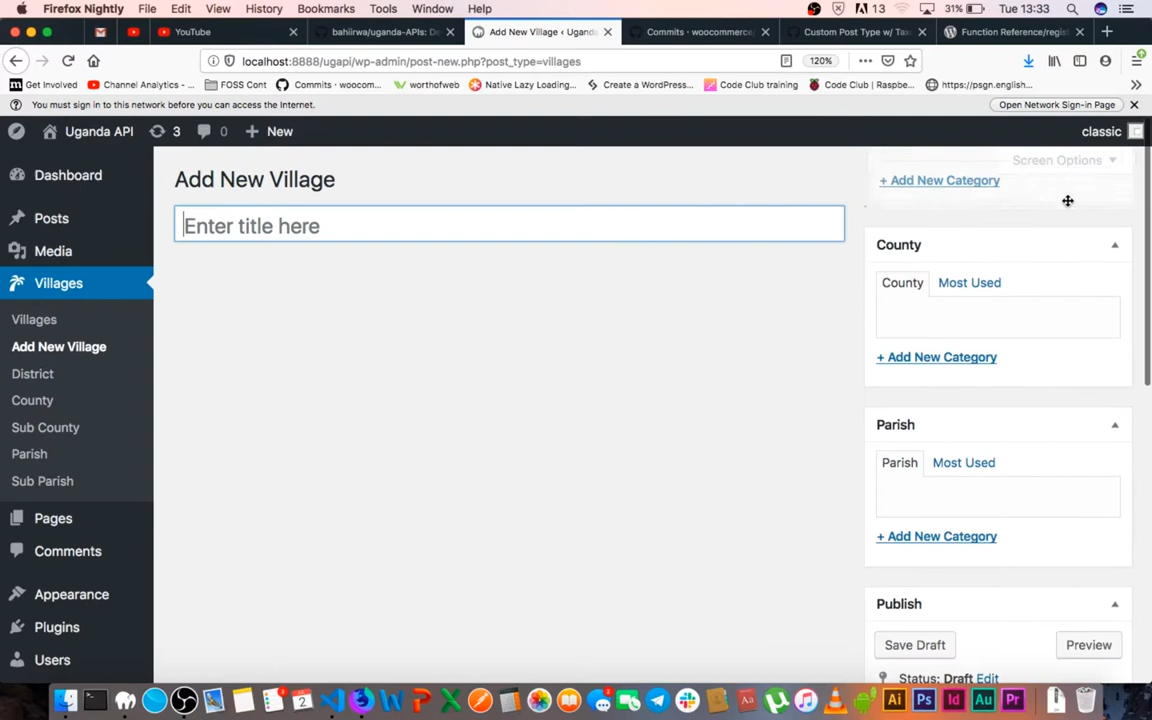 Firefox Nightly File Edit View History Bookmarks Tools Window Help 13 31% Tue 13:33
YouTube bahiirwa/uganda-APIs: De Add New Village ‹ Ugand Commits · woocommerce Custom Post Type w/ Tax Function Reference/regist
localhost:8888/ugapi/wp-admin/post-new.php?post_type=villages 120%
Get Involved Channel Analytics - ... FOSS Cont Commits · woocom... worthofweb Native Lazy Loading... Create a WordPress... Code Club training Code Club | Raspbe... https://psgn.english...
You must sign in to this network before you can access the Internet. Open Network Sign-in Page
Uganda API 3 0 New classic
Dashboard
Posts
Media
Villages
Villages
Add New Village
District
County
Sub County
Parish
Sub Parish
Pages
Comments
Appearance
Plugins
Users
Add New Village
Enter title here
Screen Options
+ Add New Category
County
County Most Used
+ Add New Category
Parish
Parish Most Used
+ Add New Category
Publish
Save Draft Preview
Status: Draft Edit